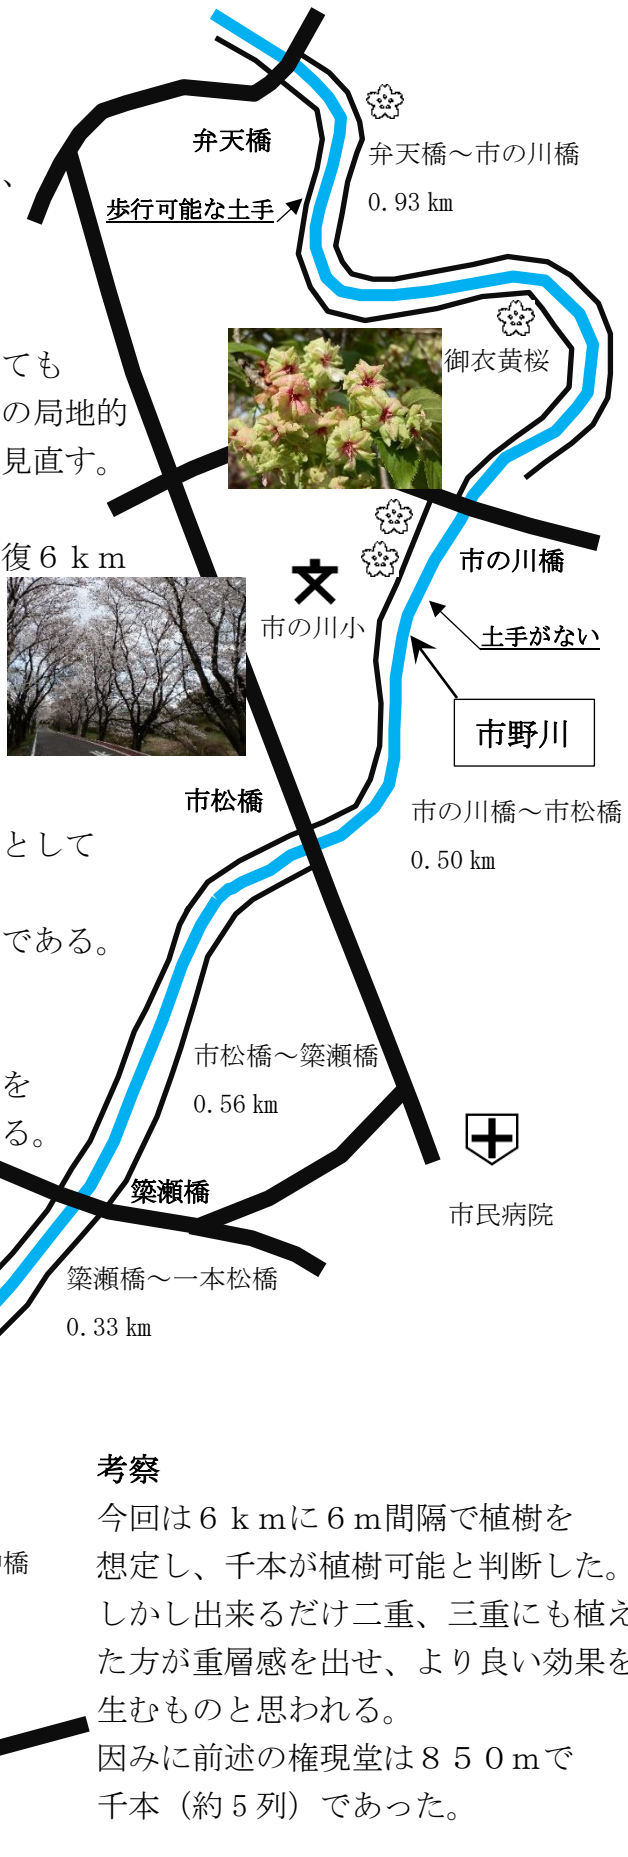 弁天橋
弁天橋～市の川橋
、
歩行可能な土手
0.93㎞
ても
御衣黄桜
の局地的
見直す。
復６ｋｍ
市の川橋
市の川小
土手がない
市野川
市松橋
市の川橋～市松橋
として
0.50㎞
である。
市松橋～簗瀬橋
を
0.56㎞
る。
簗瀬橋
市民病院
簗瀬橋～一本松橋
0.33㎞
考察
今回は６ｋｍに６ｍ間隔で植樹を
橋
想定し、千本が植樹可能と判断した。
しかし出来るだけ二重、三重にも植え
た方が重層感を出せ、より良い効果を
生むものと思われる。
因みに前述の権現堂は８５０ｍで
千本（約５列）であった。